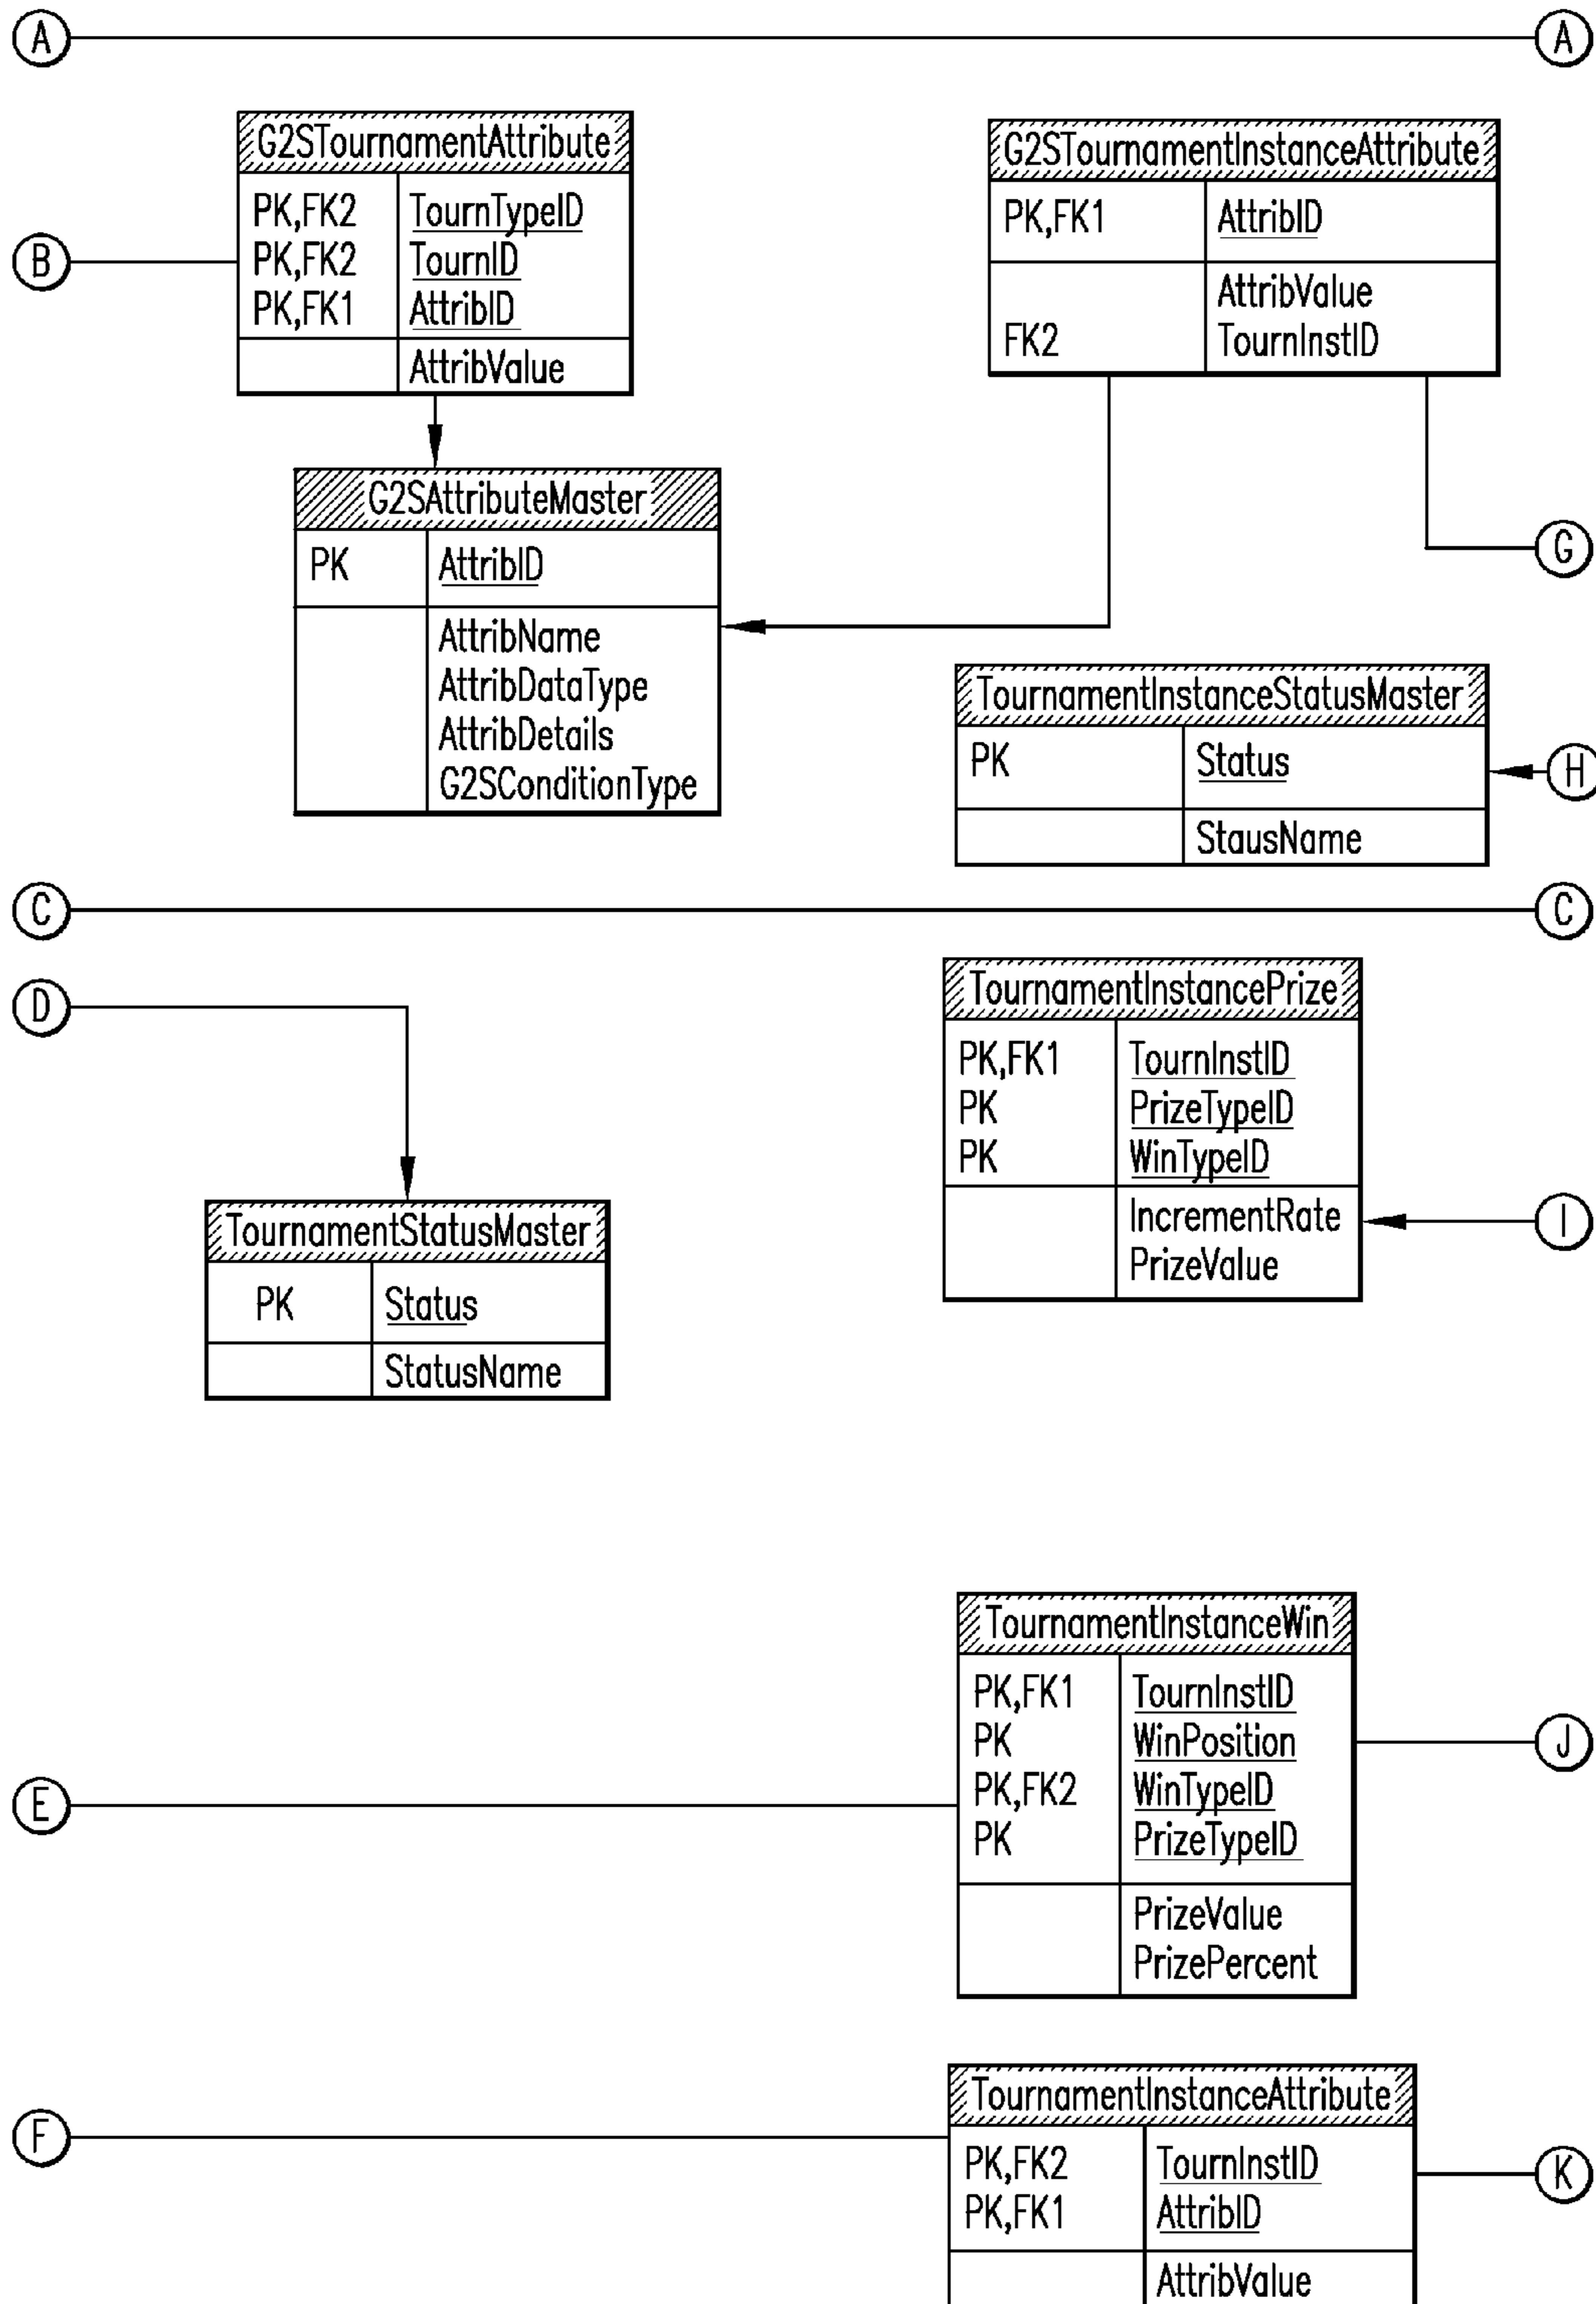 A A
G2STournamentAttribute
PK,FK2 TournTypeID
PK,FK2 TournID
PK,FK1 AttribID
AttribValue
B
G2STournamentInstanceAttribute
PK,FK1 AttribID
AttribValue
FK2 TournInstID
G2SAttributeMaster
PK AttribID
AttribName
AttribDataType
AttribDetails
G2SConditionType
G
TournamentInstanceStatusMaster
PK Status
StausName
H
C C
D
TournamentInstancePrize
PK,FK1 TournInstID
PK PrizeTypeID
PK WinTypeID
IncrementRate
PrizeValue
I
TournamentStatusMaster
PK Status
StatusName
TournamentInstanceWin
PK,FK1 TournInstID
PK WinPosition
PK,FK2 WinTypeID
PK PrizeTypeID
PrizeValue
PrizePercent
J
E
TournamentInstanceAttribute
PK,FK2 TournInstID
PK,FK1 AttribID
AttribValue
F
K